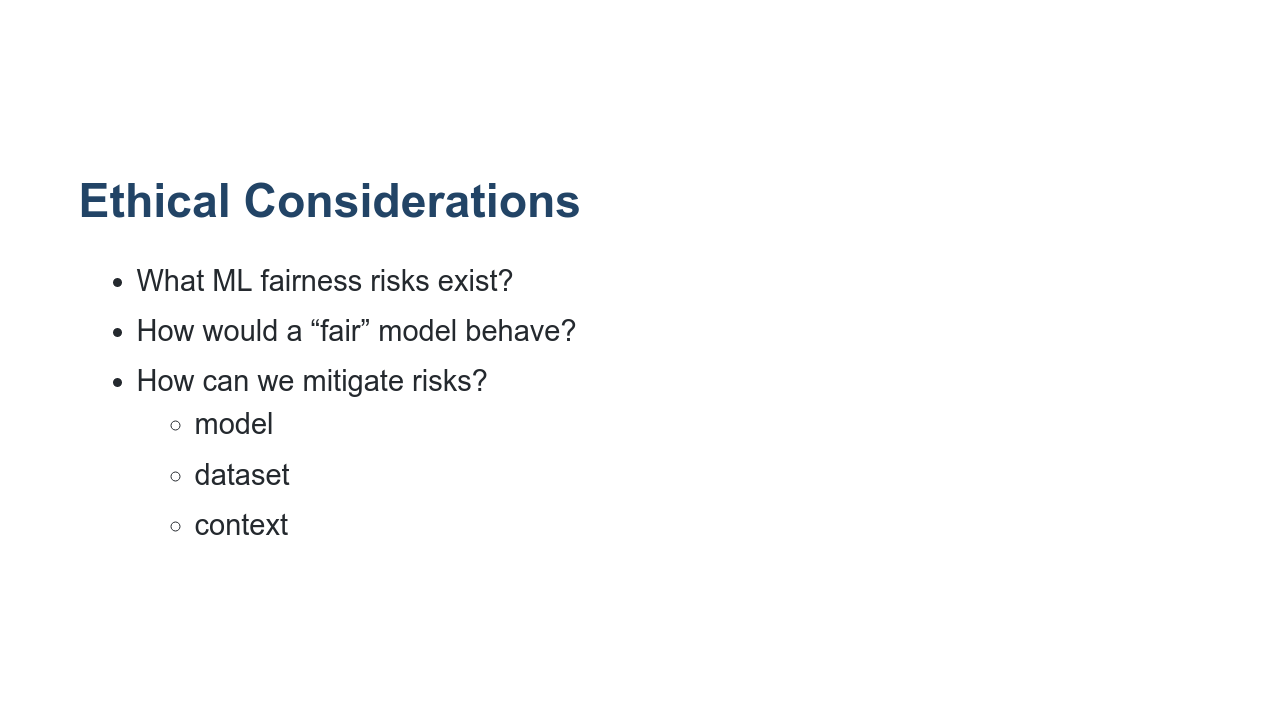 Ethical Considerations
• What ML fairness risks exist?
• How would a “fair” model behave?
• How can we mitigate risks?
○ model
○ dataset
○ context